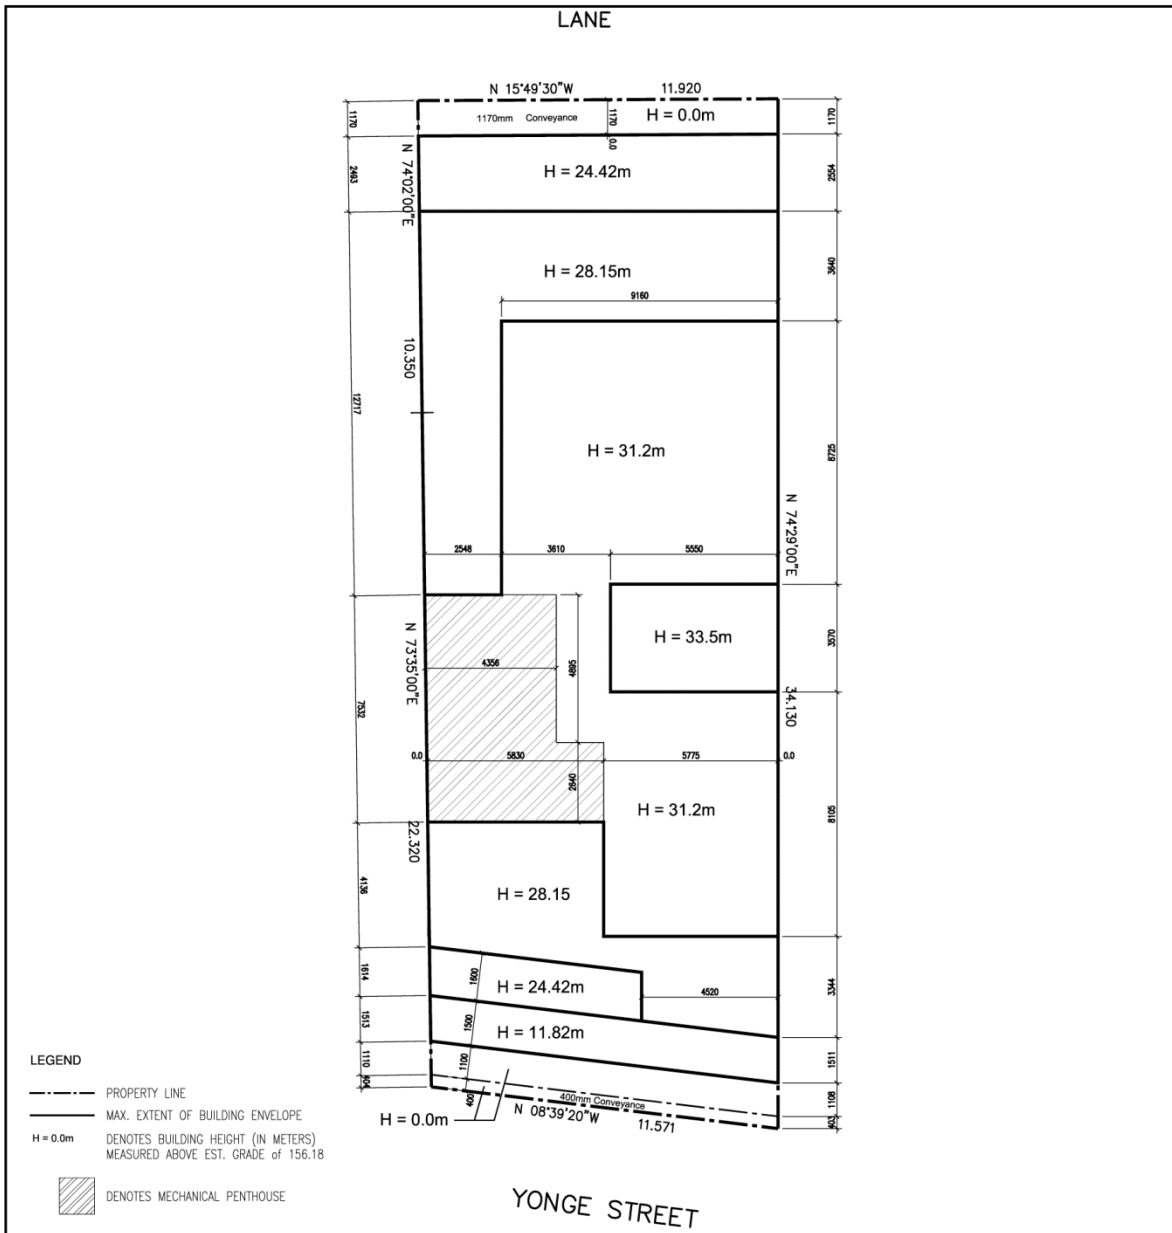 LANE
N 15°49'30"W 11.920
1170
1170mm Conveyance
1170
H = 0.0m
1170
0.0
2493
N 74°02'00"E
H = 24.42m
2554
H = 28.15m
3640
9160
10.350
12717
H = 31.2m
8725
N 74°29'00"E
2548
3610
5550
H = 33.5m
3570
N 73°35'00"E
4356
4895
34.130
7532
0.0
5830
5775
0.0
2640
H = 31.2m
8195
22.320
4136
H = 28.15
1614
1600
H = 24.42m
4520
3344
1513
1500
H = 11.82m
1511
LEGEND
1110
1100
1108
404
400
400mm Conveyance
403
PROPERTY LINE
N 08°39'20"W 11.571
H = 0.0m
MAX. EXTENT OF BUILDING ENVELOPE
H = 0.0m DENOTES BUILDING HEIGHT (IN METERS)
MEASURED ABOVE EST. GRADE of 156.18
DENOTES MECHANICAL PENTHOUSE
YONGE STREET